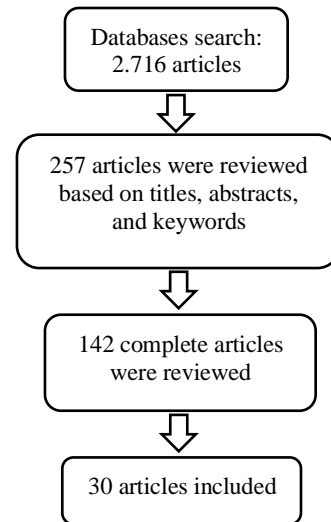 Databases search:
2.716 articles
257 articles were reviewed
based on titles, abstracts,
and keywords
142 complete articles
were reviewed
30 articles included